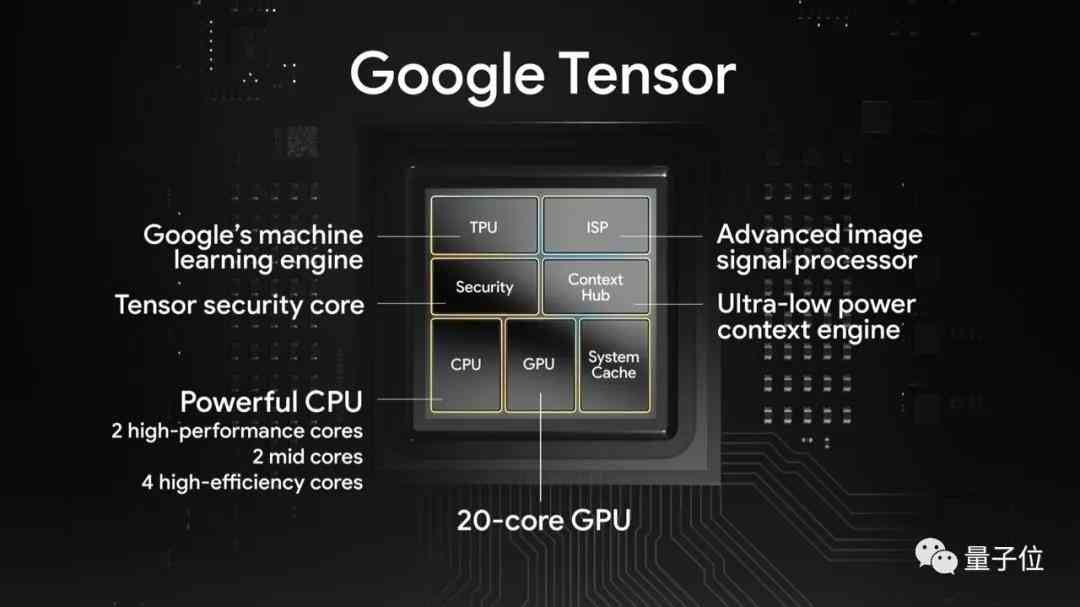 Google Tensor
TPU
ISP
Google's machine
learning engine
Advanced image
signal processor
Security
Context
Hub
Tensor security core
Ultra-low power
context engine
CPU
GPU
System
Cache
Powerful CPU
2 high-performance cores
2 mid cores
4 high-efficiency cores
20-core GPU
量子位